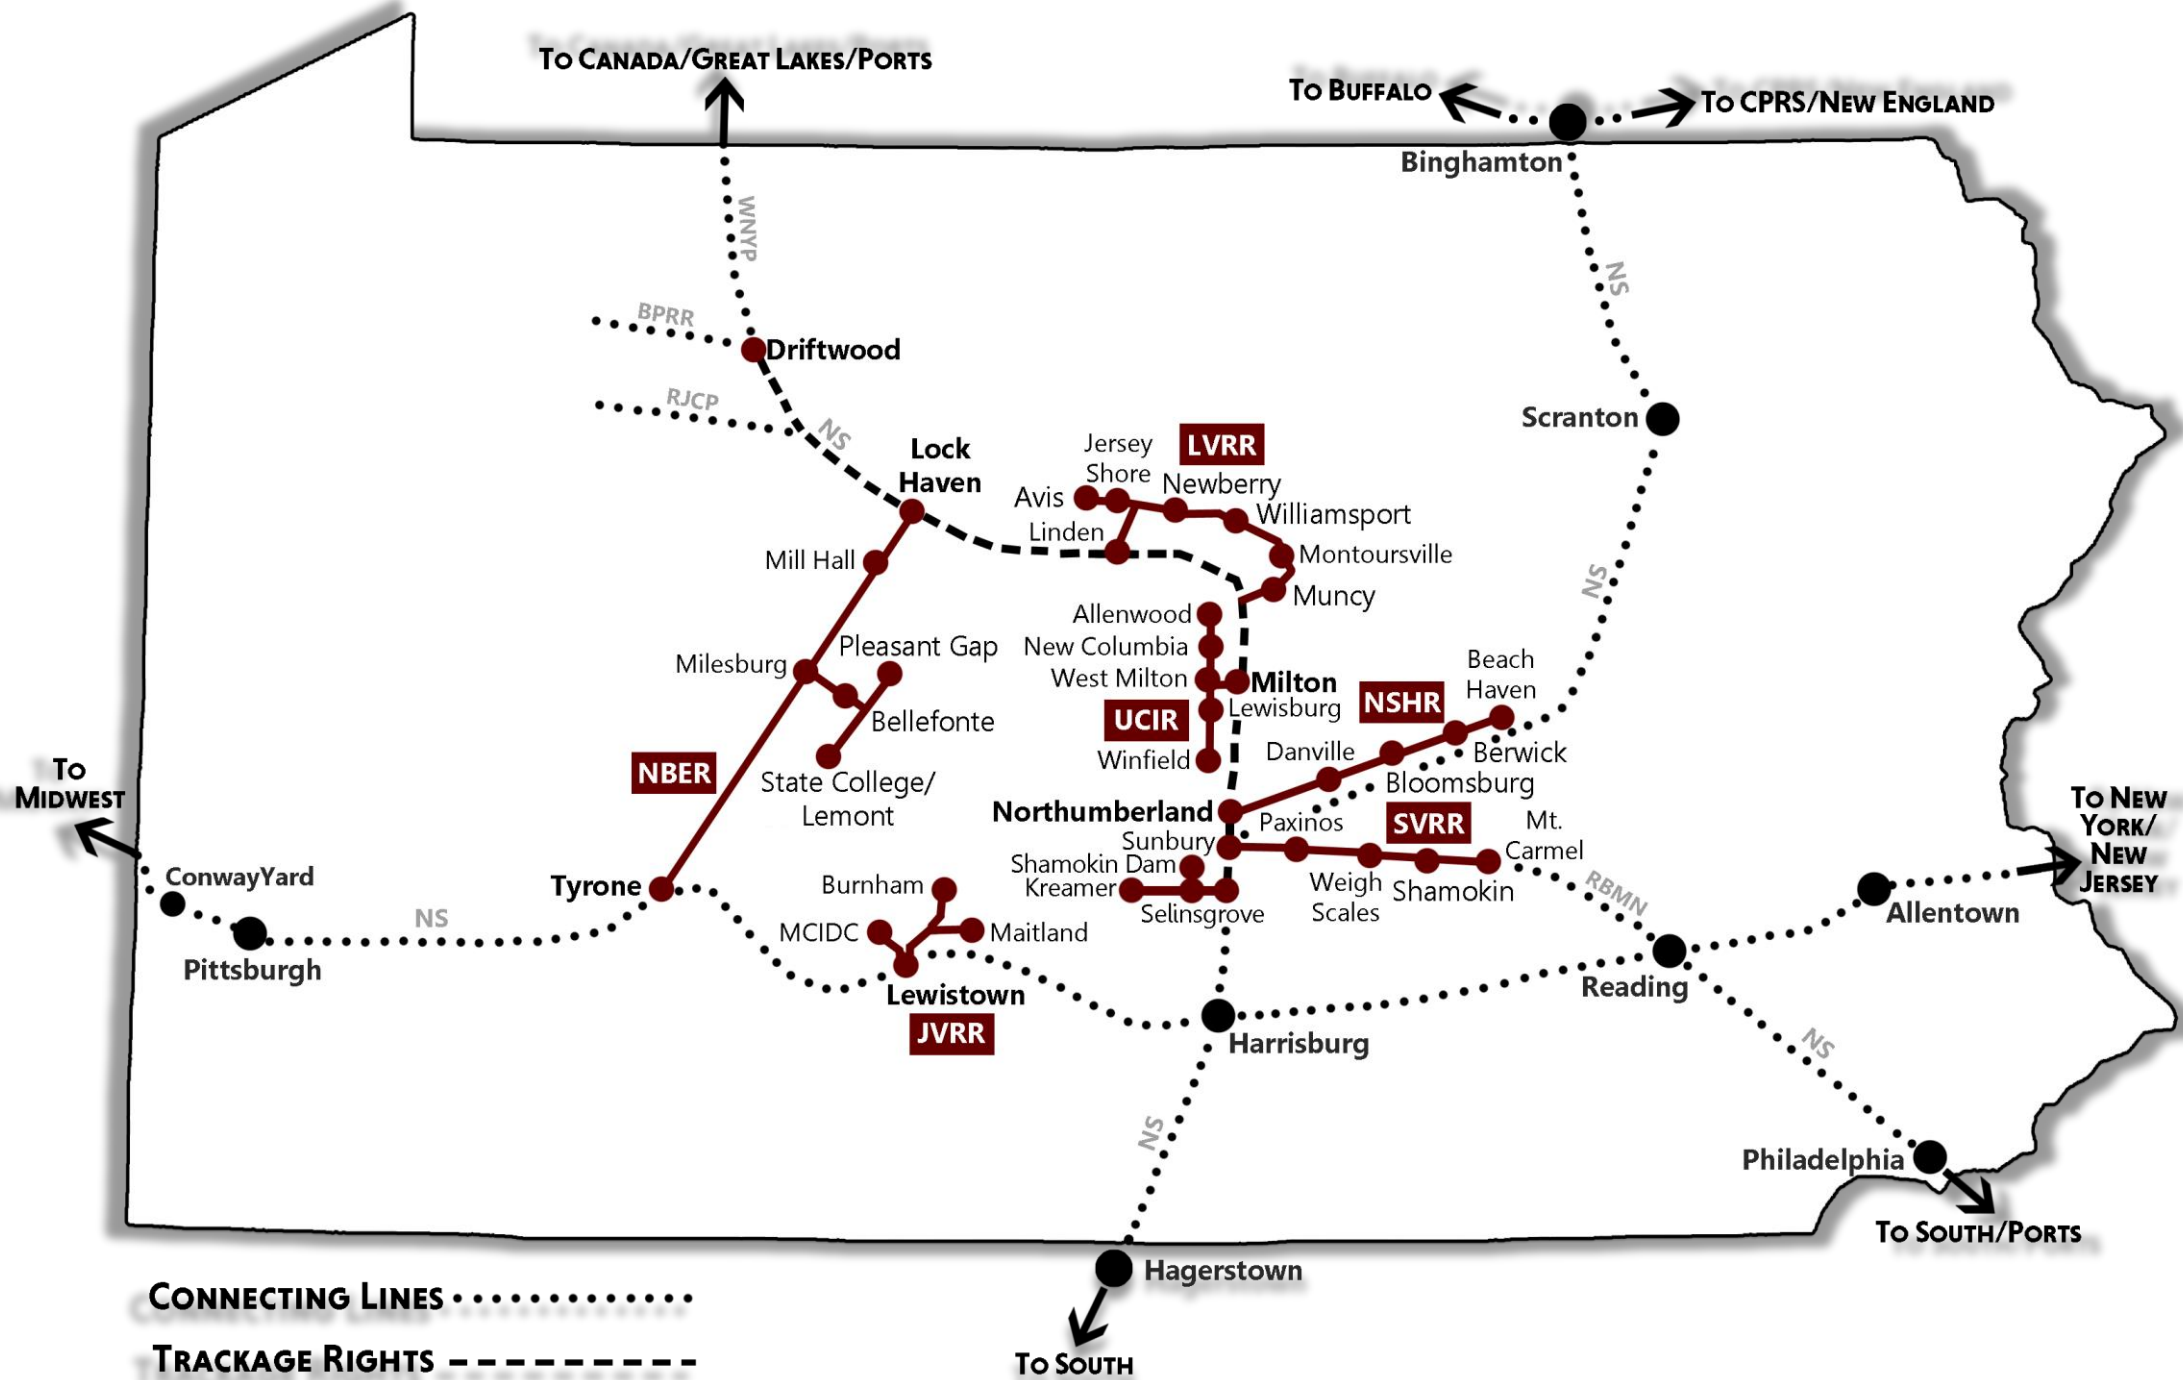 To Canada/Great Lakes/Ports
To Buffalo
To CPRS/New England
Binghamton
WNYP
NS
BPRR
Driftwood
RJCP
NS
Scranton
Lock
Haven
Jersey
Shore
LVRR
Avis
Newberry
Williamsport
Linden
Montoursville
Mill Hall
NS
Muncy
Allenwood
Pleasant Gap
New Columbia
Milesburg
West Milton
Milton
Beach
Haven
NSHR
UCIR
Lewisburg
Bellefonte
Danville
Berwick
Winfield
NBER
State College/
Lemont
Bloomsburg
To
Midwest
Northumberland
Paxinos
SVRR
Mt.
Carmel
To New
York/
New
Jersey
Sunbury
Shamokin Dam
ConwayYard
Tyrone
Burnham
Kreamer
Weigh
Scales
Shamokin
RBMN
Selinsgrove
Allentown
NS
MCIDC
Maitland
Pittsburgh
Lewistown
Reading
JVRR
Harrisburg
NS
NS
Philadelphia
To South/Ports
Hagerstown
Connecting Lines
Trackage Rights
To South